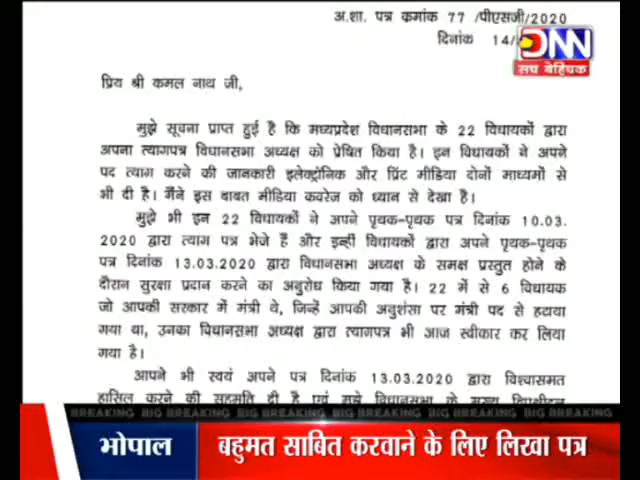 अ.शा. पत्र क्रमांक 77 /पीएसजी/2020
दिनांक 14/
DNN
सच बेहिचक
प्रिय श्री कमल नाथ जी,
मुझे सूचना प्राप्त हुई है कि मध्यप्रदेश विधानसभा के 22 विधायकों द्वारा
अपना त्यागपत्र विधानसभा अध्यक्ष को प्रेषित किया है। इन विधायकों ने अपने
पद त्याग करने की जानकारी इलेक्ट्रोनिक और प्रिंट मीडिया दोनों माध्यमों से
भी दी है। मैंने इस बाबत मीडिया कवरेज को ध्यान से देखा है।
मुझे भी इन 22 विधायकों ने अपने पृथक-पृथक पत्र दिनांक 10.03.
2020 द्वारा त्याग पत्र भेजे हैं और इन्हीं विधायकों द्वारा अपने पृथक-पृथक
पत्र दिनांक 13.03.2020 द्वारा विधानसभा अध्यक्ष के समक्ष प्रस्तुत होने के
दौरान सुरक्षा प्रदान करने का अनुरोध किया गया है। 22 में से 6 विधायक
जो आपकी सरकार में मंत्री थे, जिन्हें आपकी अनुशंसा पर मंत्री पद से हटाया
गया था, उनका विधानसभा अध्यक्ष द्वारा त्यागपत्र भी आज स्वीकार कर लिया
गया है।
आपने भी स्वयं अपने पत्र दिनांक 13.03.2020 द्वारा विश्वासमत
हासिल करने की सहमति दी है एवं मुझे विधानसभा के
BREAKING BIG BREAKING BIG BREAKING BIG BREAKING BIG BREAKING
भोपाल
बहुमत साबित करवाने के लिए लिखा पत्र